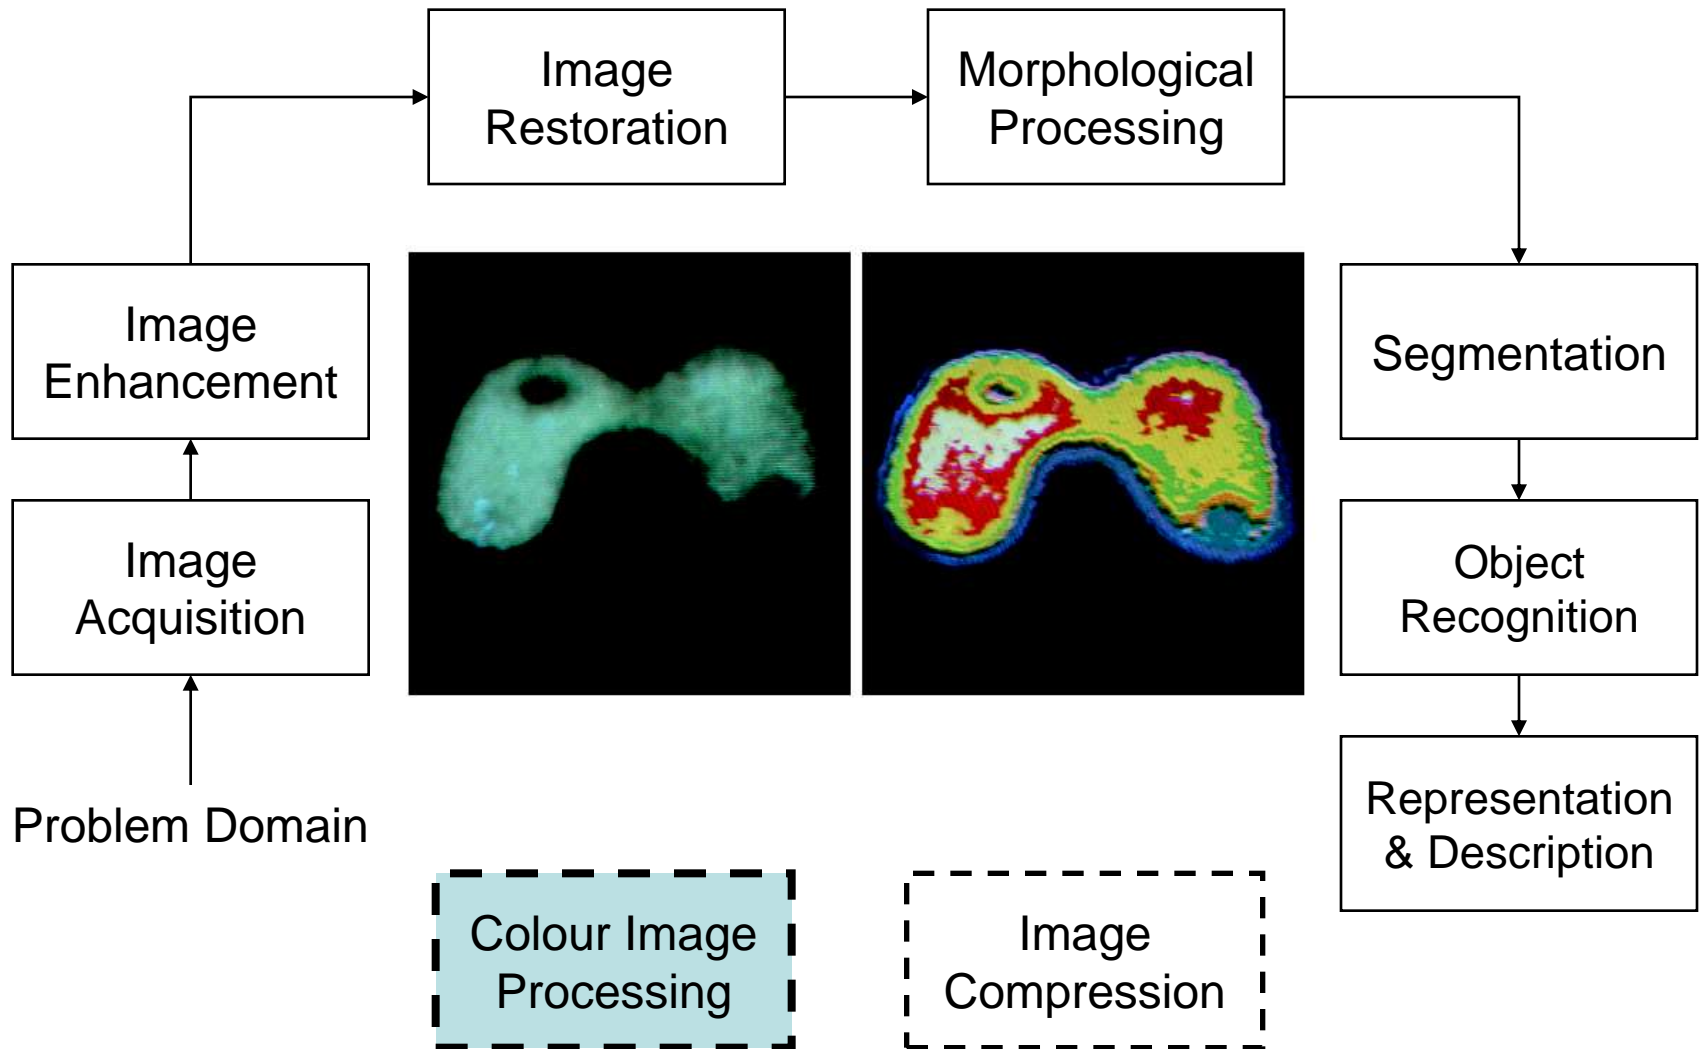 Image
Restoration
Morphological
Processing
Image
Enhancement
Segmentation
Image
Acquisition
Object
Recognition
Problem Domain
Representation
& Description
Colour Image
Processing
Image
Compression